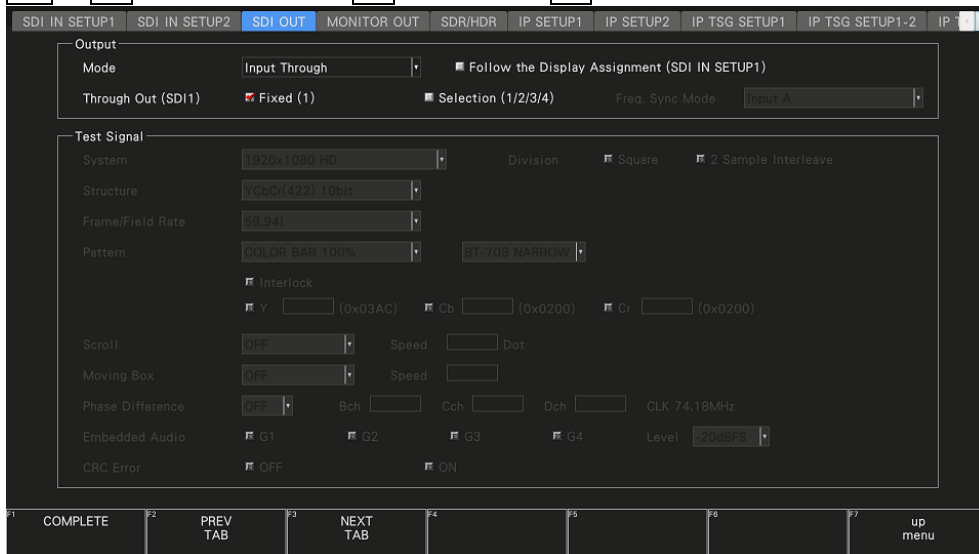 SDI IN SETUP1 SDI IN SETUP2 SDI OUT MONITOR OUT SDR/HDR IP SETUP1 IP SETUP2 IP TSG SETUP1 IP TSG SETUP1-2 IP
Output
Mode Input Through Follow the Display Assignment (SDI IN SETUP1)
Through Out (SDI1) Fixed (1) Selection (1/2/3/4) Freq. Sync Mode Input A
Test Signal
System 1920x1080 HD Division Square 2 Sample Interleave
Structure YCbCr(422) 10bit
Frame/Field Rate 59.94I
Pattern COLOR BAR 100% BT-709 NARROW
Interlock
Y (0x03AC) Cb (0x0200) Cr (0x0200)
Scroll OFF Speed Dot
Moving Box OFF Speed
Phase Difference OFF Bch Cch Dch CLK 74.18MHz
Embedded Audio G1 G2 G3 G4 Level -20dBFS
CRC Error OFF ON
F1 COMPLETE F2 PREV TAB F3 NEXT TAB F4 F5 F6 F7 up menu